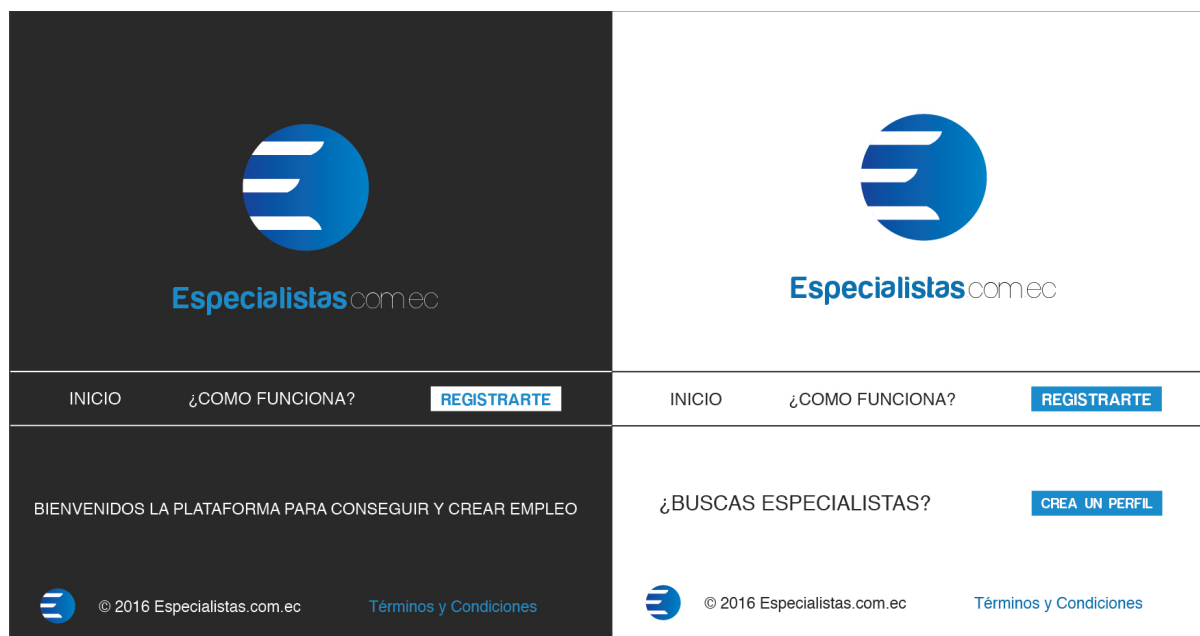 Especialistas com ec
INICIO ¿COMO FUNCIONA? REGISTRARTE
BIENVENIDOS LA PLATAFORMA PARA CONSEGUIR Y CREAR EMPLEO
© 2016 Especialistas.com.ec Términos y Condiciones
Especialistas com ec
INICIO ¿COMO FUNCIONA? REGISTRARTE
¿BUSCAS ESPECIALISTAS? CREA UN PERFIL
© 2016 Especialistas.com.ec Términos y Condiciones